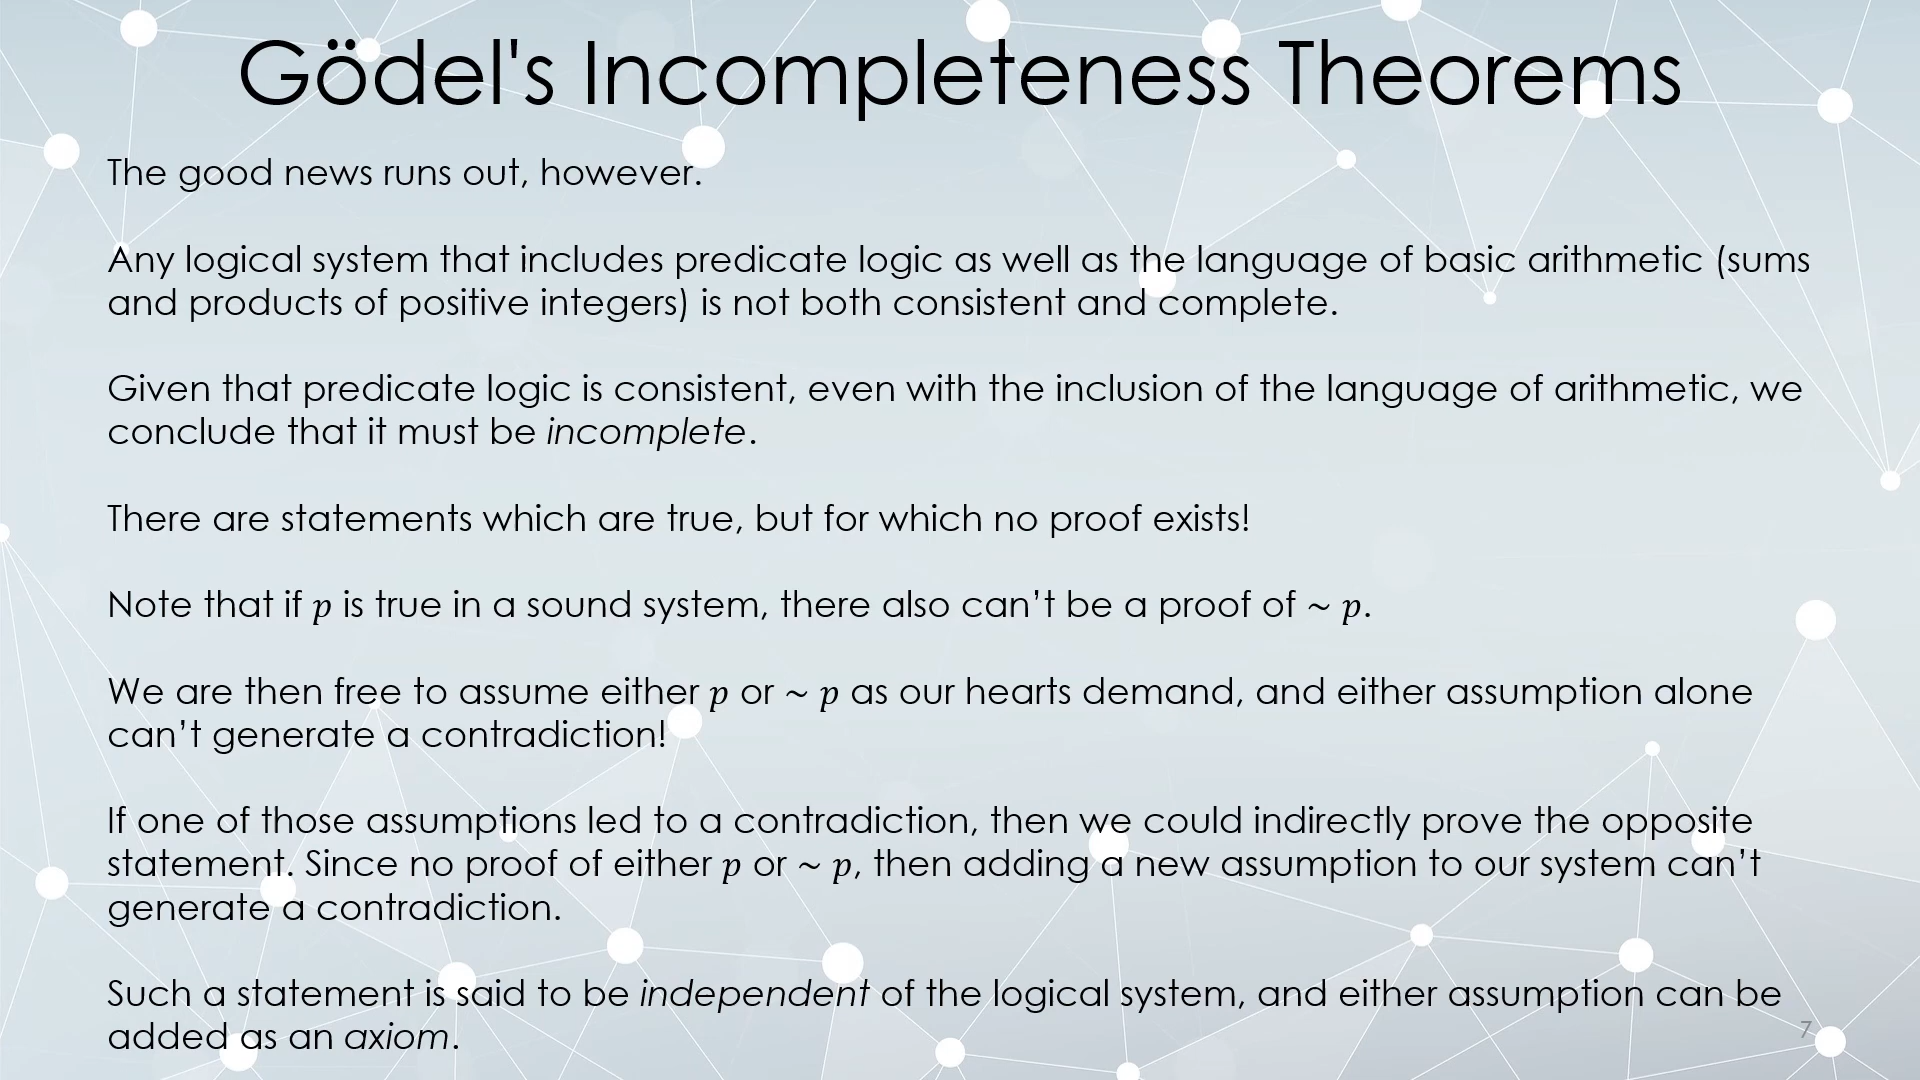 Gödel's Incompleteness Theorems
The good news runs out, however.
Any logical system that includes predicate logic as well as the language of basic arithmetic (sums
and products of positive integers) is not both consistent and complete.
Given that predicate logic is consistent, even with the inclusion of the language of arithmetic, we
conclude that it must be incomplete.
There are statements which are true, but for which no proof exists!
Note that if p is true in a sound system, there also can’t be a proof of ~ p.
We are then free to assume either p or ~ p as our hearts demand, and either assumption alone
can’t generate a contradiction!
If one of those assumptions led to a contradiction, then we could indirectly prove the opposite
statement. Since no proof of either p or ~ p, then adding a new assumption to our system can’t
generate a contradiction.
Such a statement is said to be independent of the logical system, and either assumption can be
added as an axiom.
7